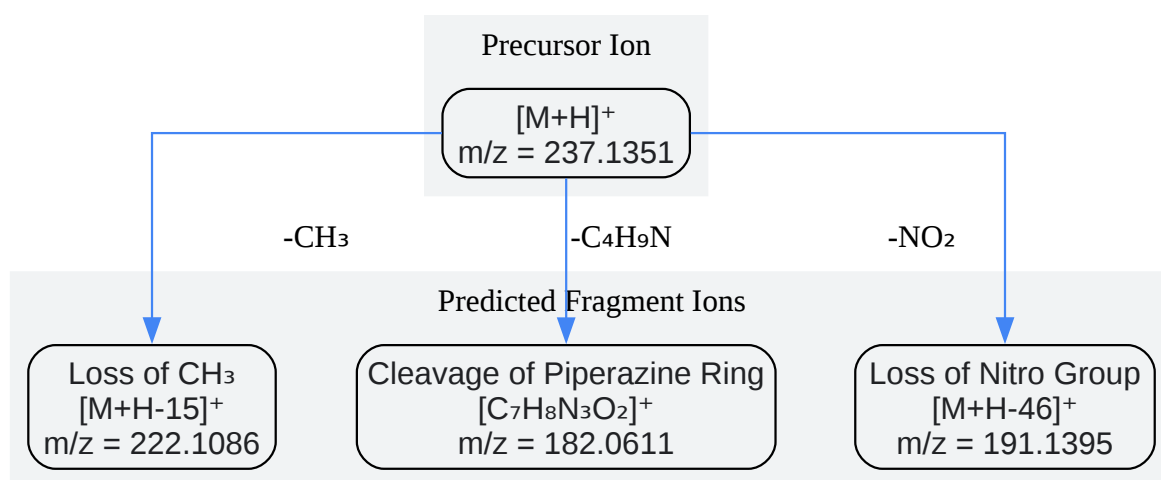 Precursor Ion
[M+H]⁺
m/z = 237.1351
-CH₃
-C₄H₉N
-NO₂
Predicted Fragment Ions
Loss of CH₃
[M+H-15]⁺
m/z = 222.1086
Cleavage of Piperazine Ring
[C₇H₈N₃O₂]⁺
m/z = 182.0611
Loss of Nitro Group
[M+H-46]⁺
m/z = 191.1395